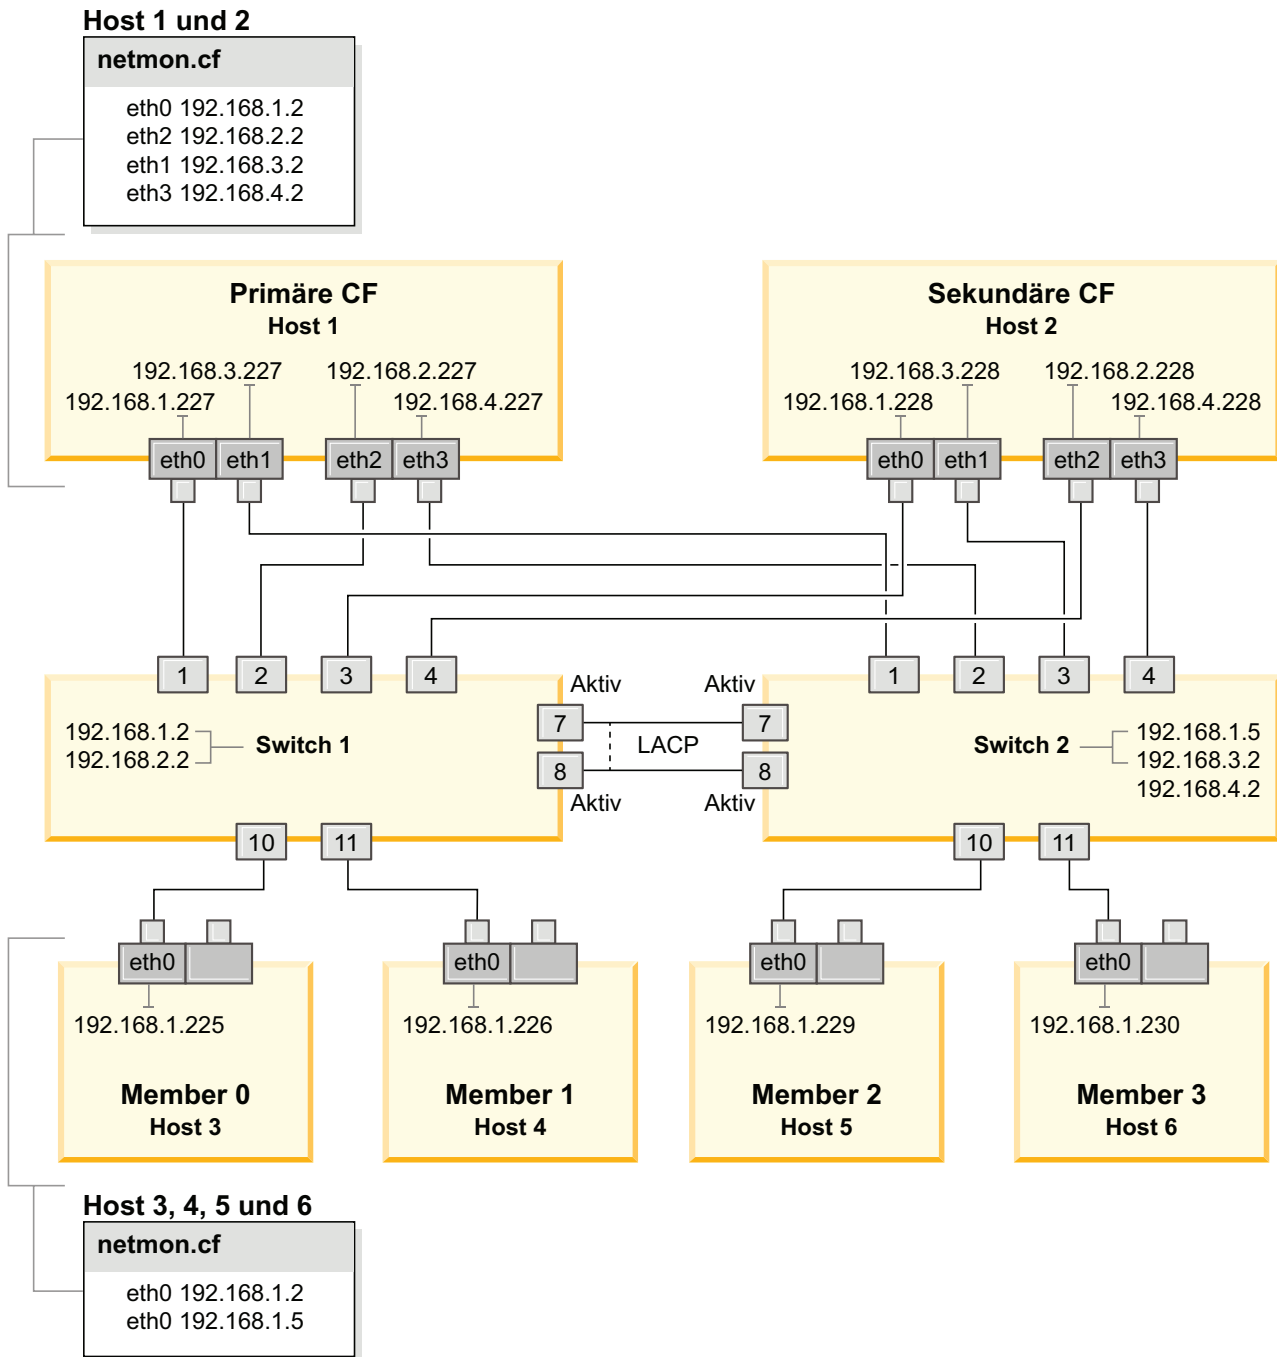 Host 1 und 2
netmon.cf
eth0 192.168.1.2
eth2 192.168.2.2
eth1 192.168.3.2
eth3 192.168.4.2
Primäre CF
Host 1
192.168.3.227 192.168.2.227
192.168.1.227 192.168.4.227
eth0 eth1 eth2 eth3
Sekundäre CF
Host 2
192.168.3.228 192.168.2.228
192.168.1.228 192.168.4.228
eth0 eth1 eth2 eth3
1 2 3 4
1 2 3 4
Aktiv Aktiv
7 7
192.168.1.2
192.168.2.2
Switch 1
LACP
Switch 2
192.168.1.5
192.168.3.2
192.168.4.2
8 8
Aktiv Aktiv
10 11
10 11
eth0
192.168.1.225
Member 0
Host 3
eth0
192.168.1.226
Member 1
Host 4
eth0
192.168.1.229
Member 2
Host 5
eth0
192.168.1.230
Member 3
Host 6
Host 3, 4, 5 und 6
netmon.cf
eth0 192.168.1.2
eth0 192.168.1.5